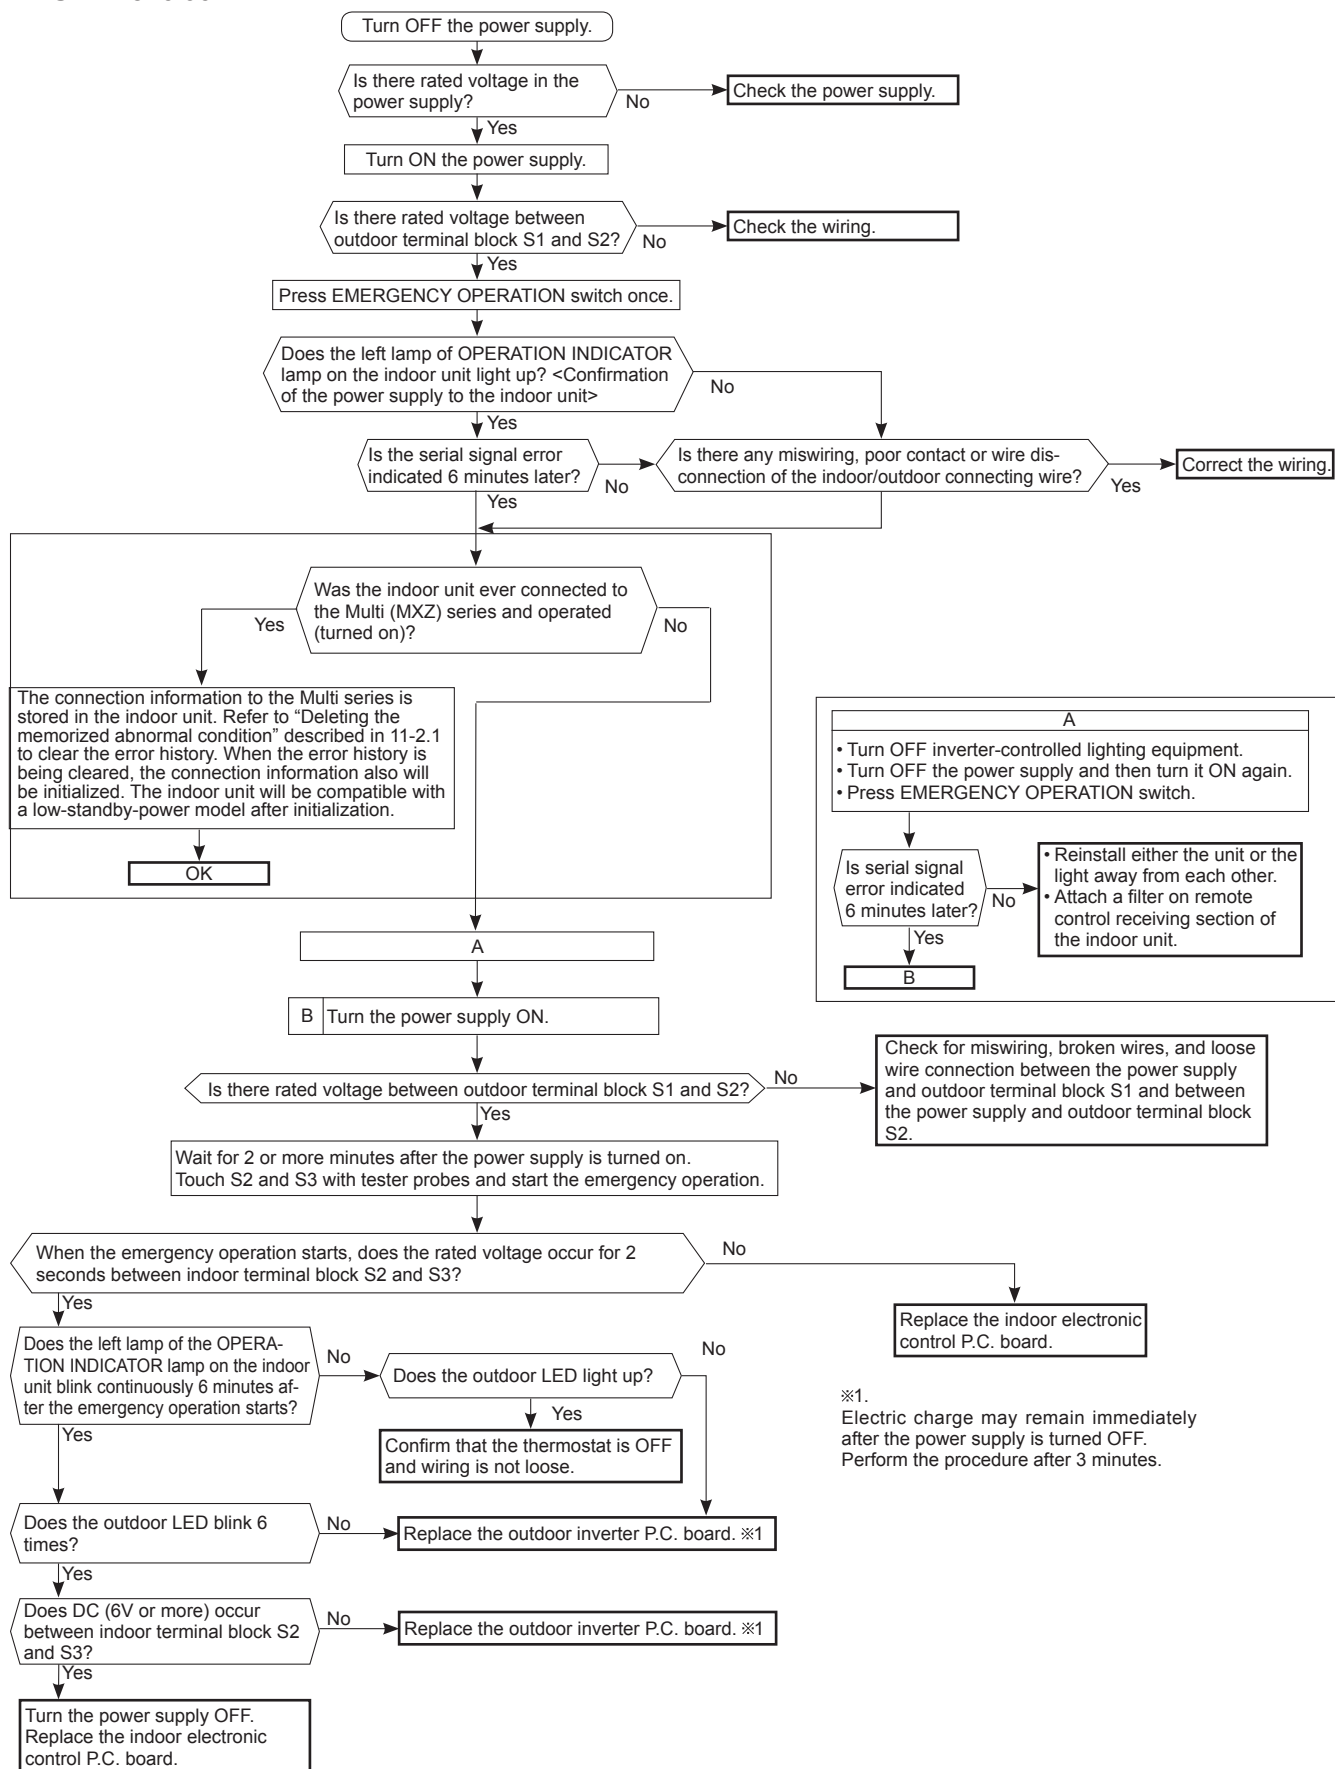 Turn OFF the power supply.
Is there rated voltage in the
power supply?
No
Check the power supply.
Yes
Turn ON the power supply.
Is there rated voltage between
outdoor terminal block S1 and S2?
No
Check the wiring.
Yes
Press EMERGENCY OPERATION switch once.
Does the left lamp of OPERATION INDICATOR
lamp on the indoor unit light up? <Confirmation
of the power supply to the indoor unit>
No
Yes
Is the serial signal error
indicated 6 minutes later?
No
Is there any miswiring, poor contact or wire dis-
connection of the indoor/outdoor connecting wire?
Yes
Correct the wiring.
Yes
Was the indoor unit ever connected to
the Multi (MXZ) series and operated
(turned on)?
Yes
No
The connection information to the Multi series is
stored in the indoor unit. Refer to “Deleting the
memorized abnormal condition” described in 11-2.1
to clear the error history. When the error history is
being cleared, the connection information also will
be initialized. The indoor unit will be compatible with
a low-standby-power model after initialization.
OK
A
• Turn OFF inverter-controlled lighting equipment.
• Turn OFF the power supply and then turn it ON again.
• Press EMERGENCY OPERATION switch.
Is serial signal
error indicated
6 minutes later?
No
• Reinstall either the unit or the
light away from each other.
• Attach a filter on remote
control receiving section of
the indoor unit.
Yes
B
A
B Turn the power supply ON.
Is there rated voltage between outdoor terminal block S1 and S2?
No
Check for miswiring, broken wires, and loose
wire connection between the power supply
and outdoor terminal block S1 and between
the power supply and outdoor terminal block
S2.
Yes
Wait for 2 or more minutes after the power supply is turned on.
Touch S2 and S3 with tester probes and start the emergency operation.
When the emergency operation starts, does the rated voltage occur for 2
seconds between indoor terminal block S2 and S3?
No
Replace the indoor electronic
control P.C. board.
Yes
Does the left lamp of the OPERA-
TION INDICATOR lamp on the indoor
unit blink continuously 6 minutes af-
ter the emergency operation starts?
No
Does the outdoor LED light up?
No
Yes
Confirm that the thermostat is OFF
and wiring is not loose.
※1.
Electric charge may remain immediately
after the power supply is turned OFF.
Perform the procedure after 3 minutes.
Yes
Does the outdoor LED blink 6
times?
No
Replace the outdoor inverter P.C. board. ※1
Yes
Does DC (6V or more) occur
between indoor terminal block S2
and S3?
No
Replace the outdoor inverter P.C. board. ※1
Yes
Turn the power supply OFF.
Replace the indoor electronic
control P.C. board.